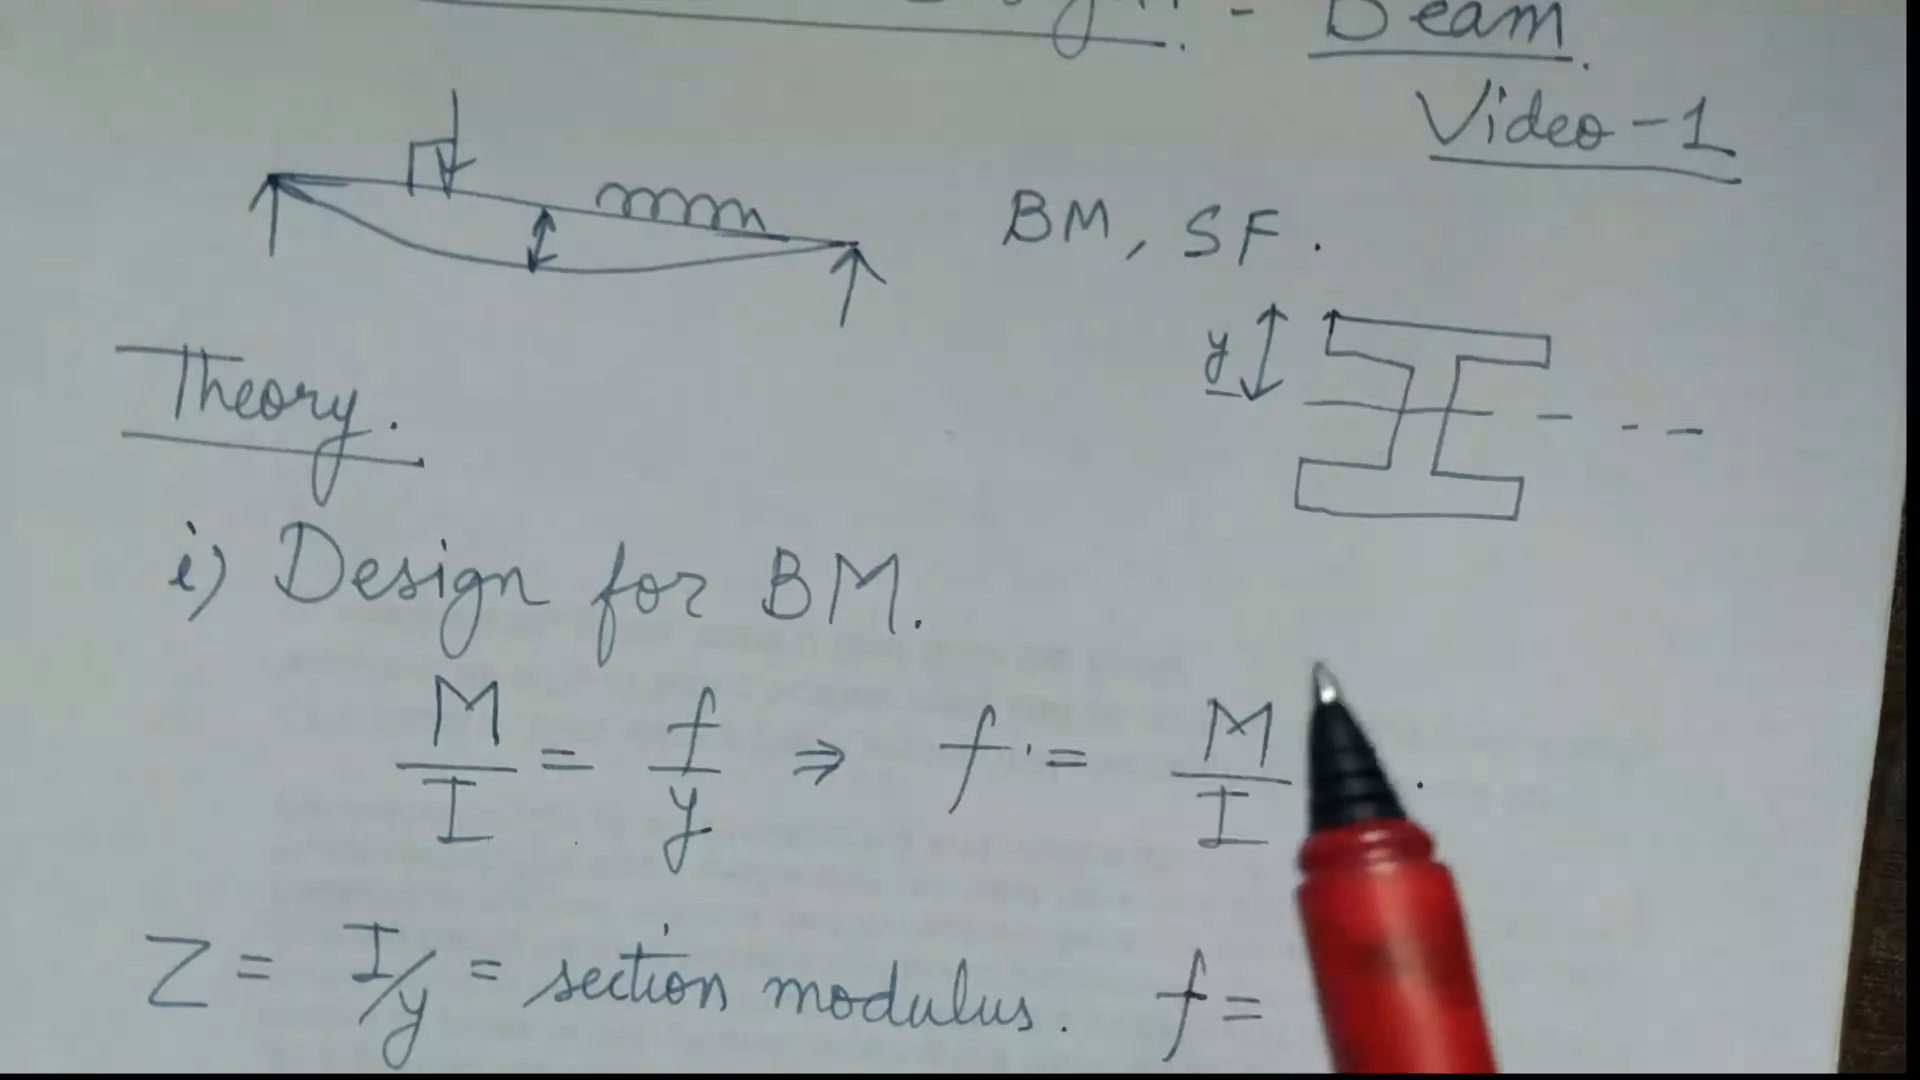 - Beam.
Video-1
BM, SF.
y
Theory.
i) Design for BM.
M/I = f/y ⇒ f = M/I .
Z = I/y = section modulus. f =